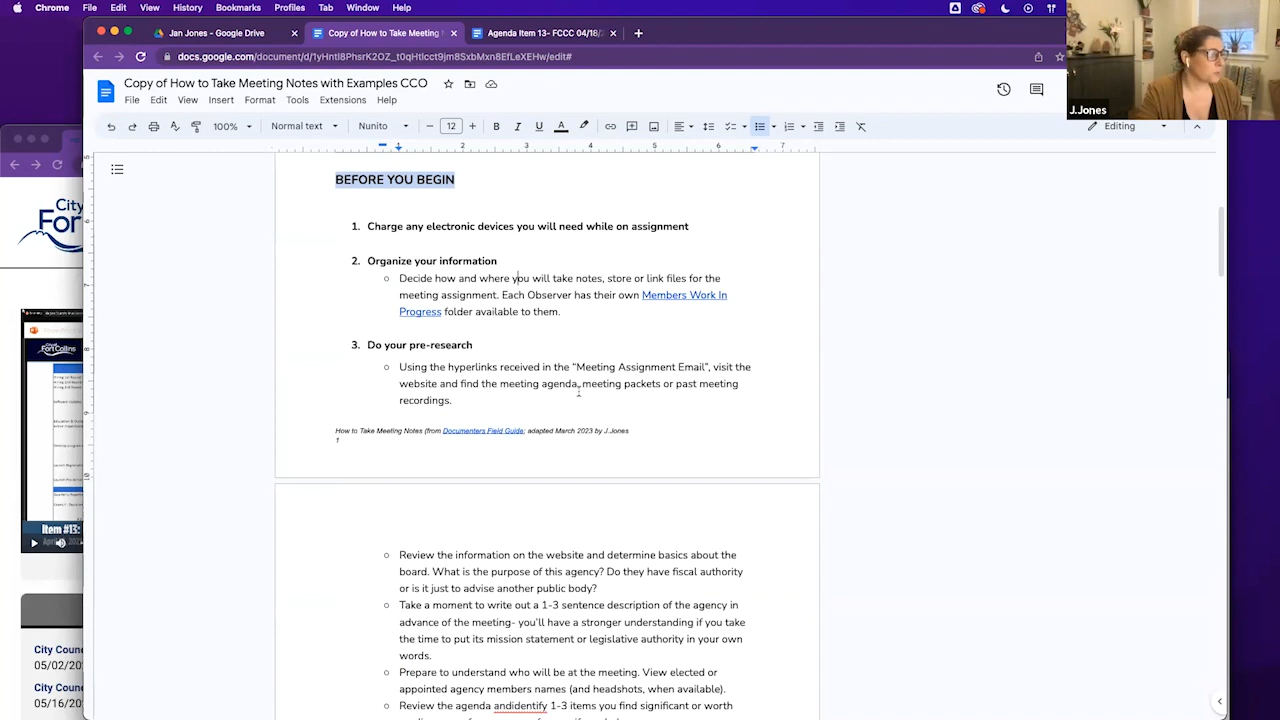 Chrome File Edit View History Bookmarks Profiles Tab Window Help
Jan Jones - Google Drive
Copy of How to Take Meeting
Agenda Item 13- FCCC 04/18/
docs.google.com/document/d/1yHntI8PhsrK2OZ_t0qHtlcct9jm8SxbMxn8EfLeXEHw/edit#
Copy of How to Take Meeting Notes with Examples CCO
File Edit View Insert Format Tools Extensions Help
100% Normal text Nunito 12 B I U A Editing
J.Jones
1 2 3 4 5 6 7
BEFORE YOU BEGIN
1. Charge any electronic devices you will need while on assignment
2. Organize your information
Decide how and where you will take notes, store or link files for the
meeting assignment. Each Observer has their own Members Work In
Progress folder available to them.
3. Do your pre-research
Using the hyperlinks received in the “Meeting Assignment Email”, visit the
website and find the meeting agenda, meeting packets or past meeting
recordings.
How to Take Meeting Notes (from Documenters Field Guide; adapted March 2023 by J.Jones
1
Review the information on the website and determine basics about the
board. What is the purpose of this agency? Do they have fiscal authority
or is it just to advise another public body?
Take a moment to write out a 1-3 sentence description of the agency in
advance of the meeting- you’ll have a stronger understanding if you take
the time to put its mission statement or legislative authority in your own
words.
Prepare to understand who will be at the meeting. View elected or
appointed agency members names (and headshots, when available).
Review the agenda andidentify 1-3 items you find significant or worth
City
For
Fort Collins
Item #13:
City Counc
05/02/20
City Counc
05/16/20